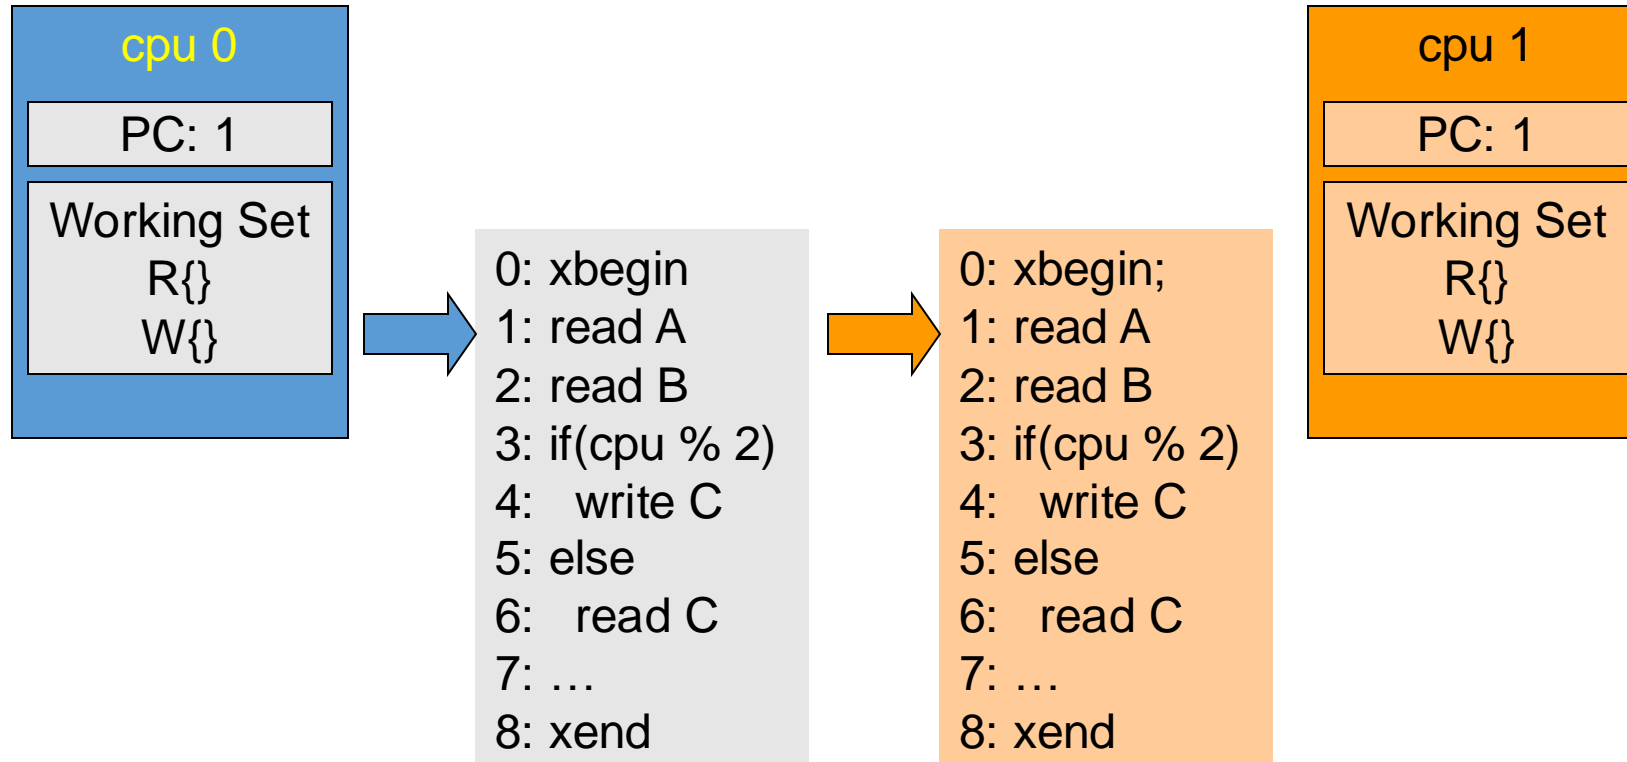 cpu 0
PC: 1
Working Set
R{}
W{}
0: xbegin
1: read A
2: read B
3: if(cpu % 2)
4: write C
5: else
6: read C
7: …
8: xend
0: xbegin;
1: read A
2: read B
3: if(cpu % 2)
4: write C
5: else
6: read C
7: …
8: xend
cpu 1
PC: 1
Working Set
R{}
W{}